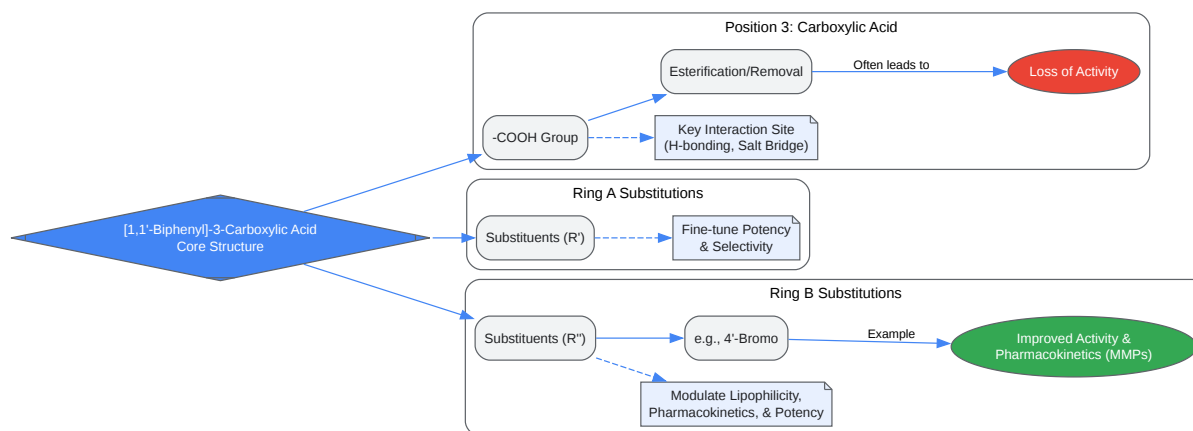 Position 3: Carboxylic Acid
Esterification/Removal
Often leads to
Loss of Activity
-COOH Group
Key Interaction Site
(H-bonding, Salt Bridge)
[1,1'-Biphenyl]-3-Carboxylic Acid
Core Structure
Ring A Substitutions
Substituents (R')
Fine-tune Potency
& Selectivity
Ring B Substitutions
Substituents (R'')
e.g., 4'-Bromo
Example
Improved Activity &
Pharmacokinetics (MMPs)
Modulate Lipophilicity,
Pharmacokinetics, & Potency